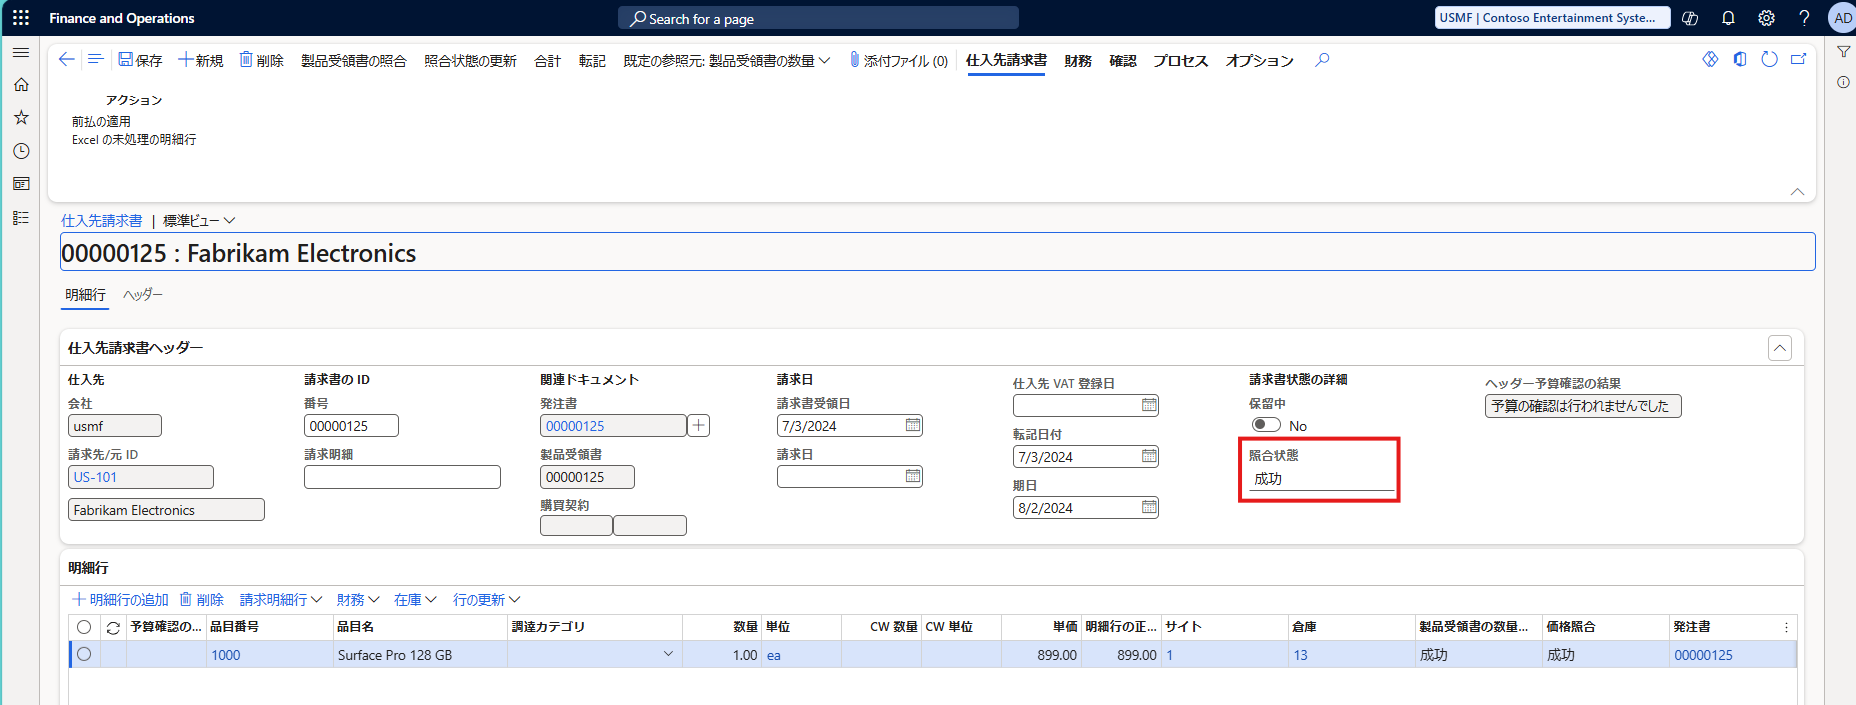 Finance and Operations
Search for a page
USMF | Contoso Entertainment Syste...
AD
保存
新規
削除
製品受領書の照合
照合状態の更新
合計
転記
既定の参照元: 製品受領書の数量
添付ファイル (0)
仕入先請求書
財務
確認
プロセス
オプション
アクション
前払の適用
Excel の未処理の明細行
仕入先請求書 | 標準ビュー
00000125 : Fabrikam Electronics
明細行
ヘッダー
仕入先請求書ヘッダー
仕入先
会社
usmf
請求先/元 ID
US-101
Fabrikam Electronics
請求書の ID
番号
00000125
請求明細
関連ドキュメント
発注書
00000125
製品受領書
00000125
購買契約
請求日
請求書受領日
7/3/2024
請求日
仕入先 VAT 登録日
転記日付
7/3/2024
期日
8/2/2024
請求書状態の詳細
保留中
No
照合状態
成功
ヘッダー予算確認の結果
予算の確認は行われませんでした
明細行
明細行の追加
削除
請求明細行
財務
在庫
行の更新
予算確認の... 品目番号 品目名 調達カテゴリ 数量 単位 CW 数量 CW 単位 単価 明細行の正... サイト 倉庫 製品受領書の数量... 価格照合 発注書
1000 Surface Pro 128 GB 1.00 ea 899.00 899.00 1 13 成功 成功 00000125